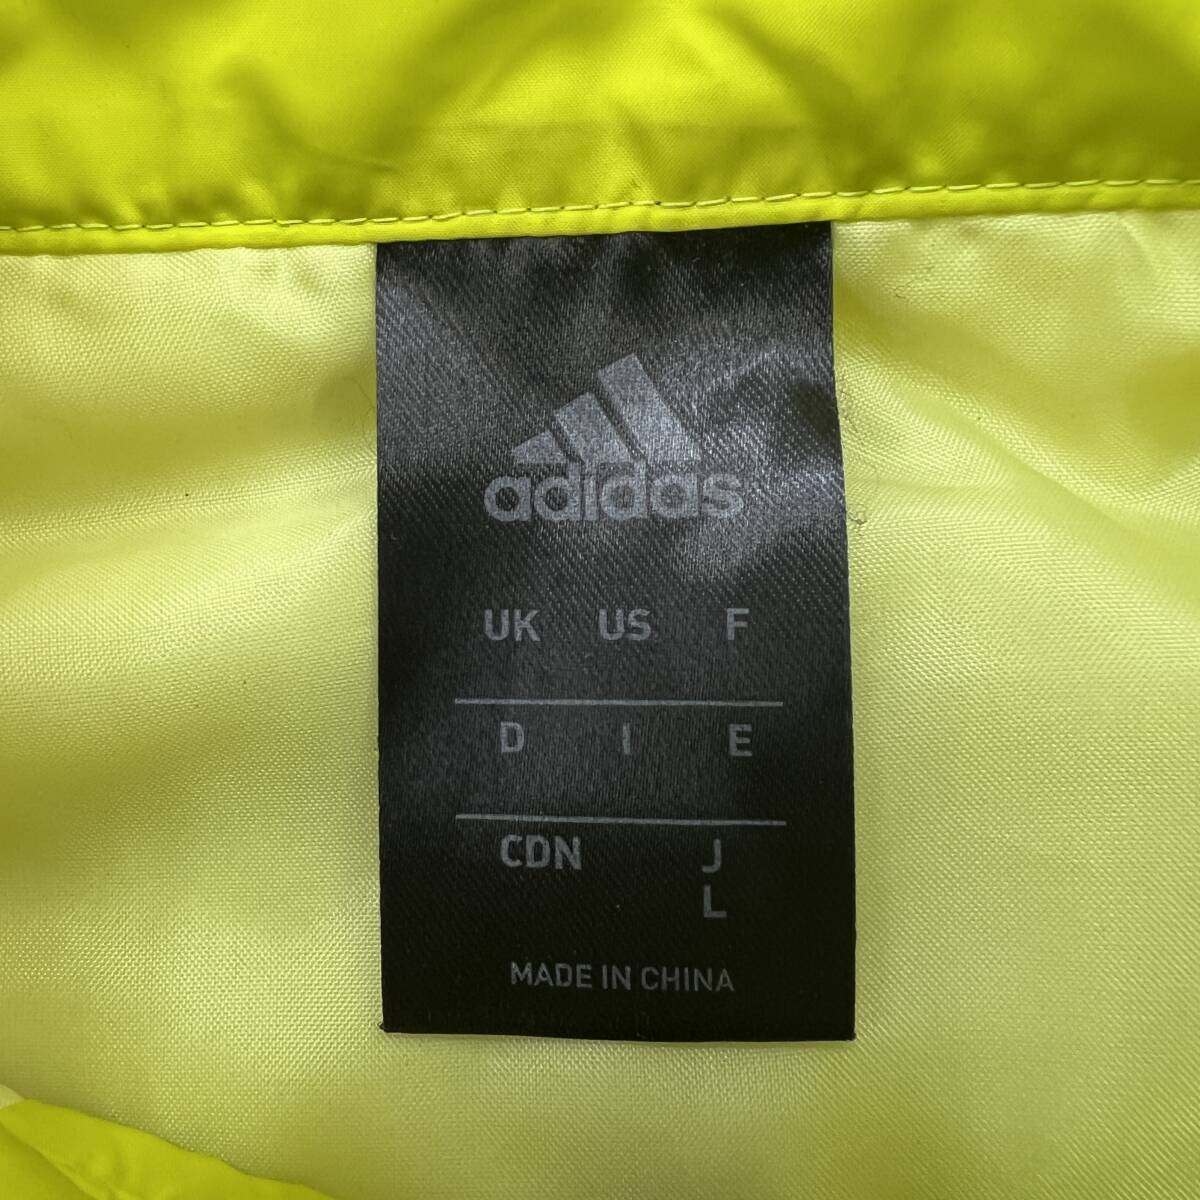 adidas
UK US F
D I E
CDN J
L
MADE IN CHINA